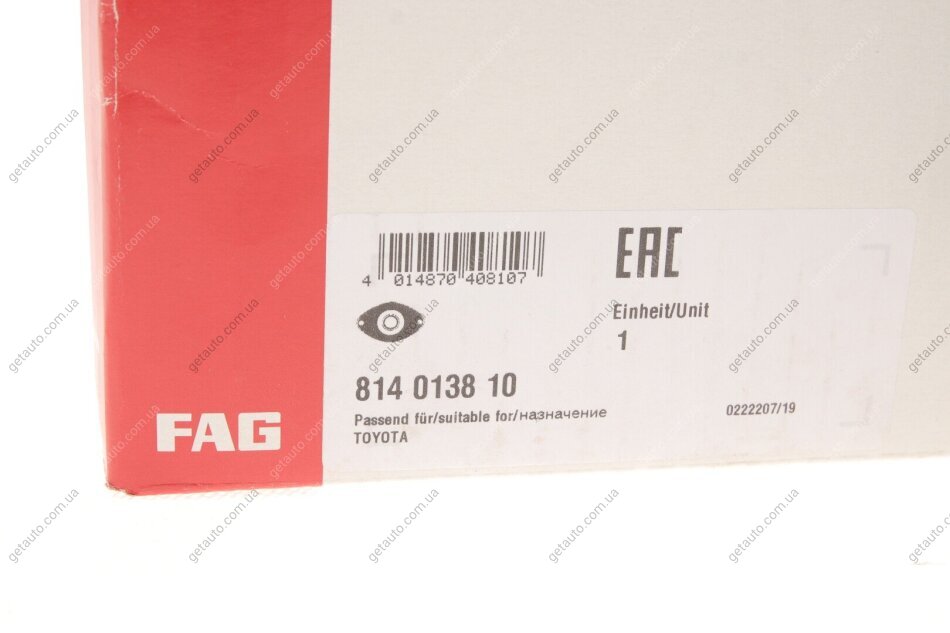 EAC
4 014870 408107
Einheit/Unit
1
814 0138 10
Passend für/suitable for/назначение
TOYOTA
0222207/19
FAG
getauto.com.ua